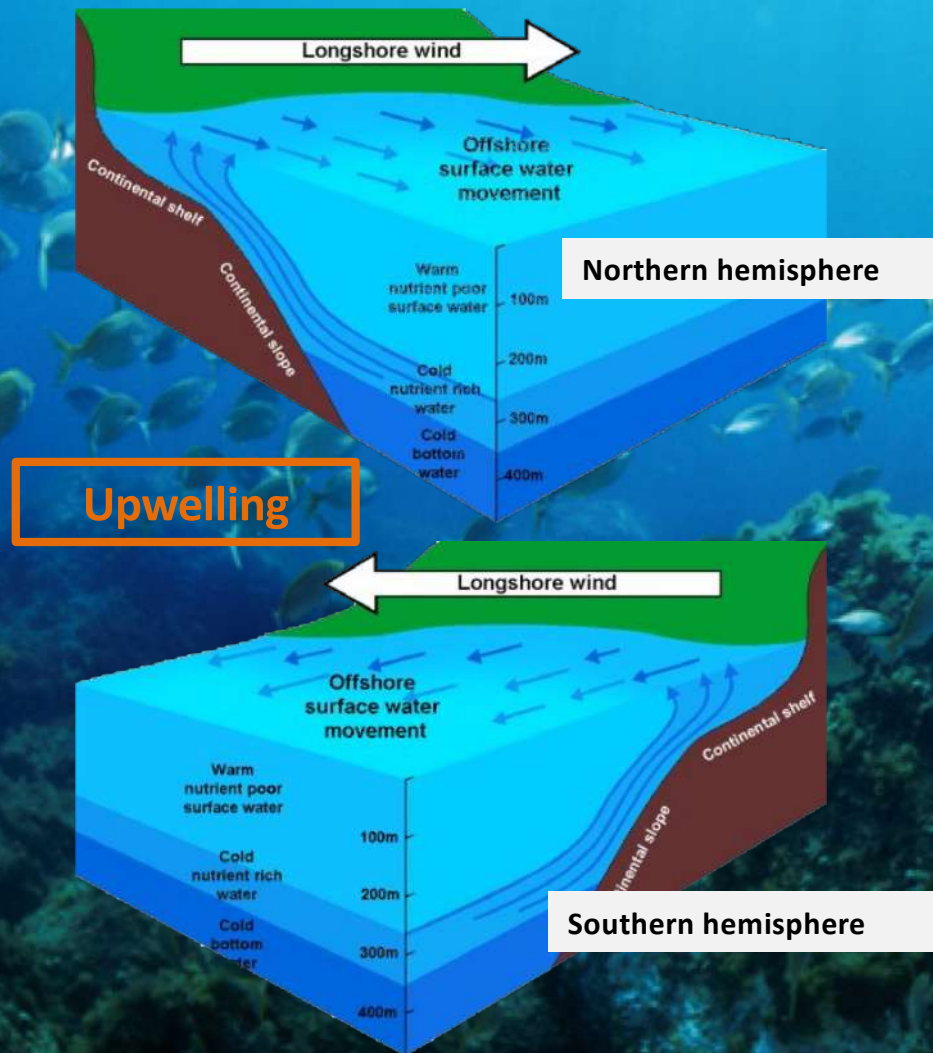 Longshore wind
Offshore
surface water
movement
Continental shelf
Continental slope
Warm
nutrient poor
surface water
100m
200m
Cold
nutrient rich
water
300m
Cold
bottom
water
400m
Northern hemisphere
Upwelling
Longshore wind
Offshore
surface water
movement
Continental shelf
slope
Warm
nutrient poor
surface water
100m
Cold
nutrient rich
water
200m
Cold
bottom
300m
400m
Southern hemisphere